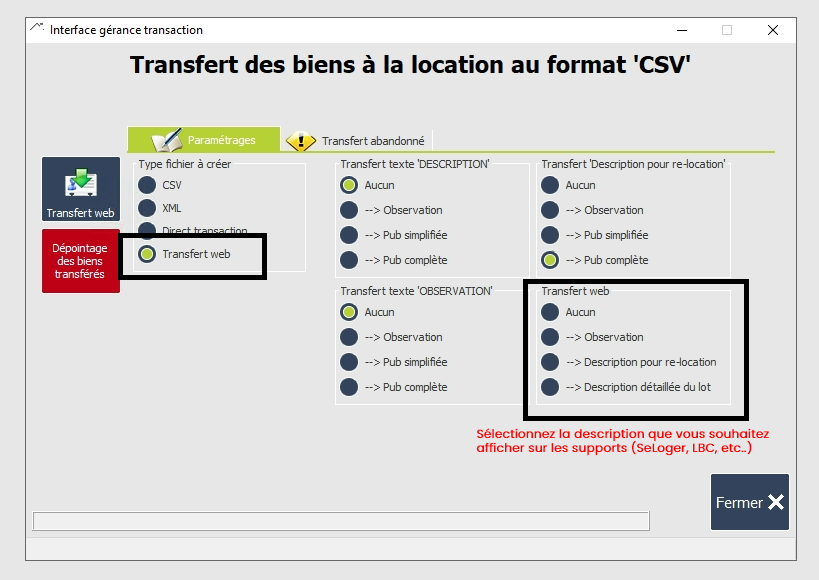 Interface gérance transaction
Transfert des biens à la location au format 'CSV'
Paramétrages
Transfert abandonné
Transfert web
Dépointage
des biens
transférés
Type fichier à créer
CSV
XML
Direct transaction
Transfert web
Transfert texte 'DESCRIPTION'
Aucun
--> Observation
--> Pub simplifiée
--> Pub complète
Transfert 'Description pour re-location'
Aucun
--> Observation
--> Pub simplifiée
--> Pub complète
Transfert texte 'OBSERVATION'
Aucun
--> Observation
--> Pub simplifiée
--> Pub complète
Transfert web
Aucun
--> Observation
--> Description pour re-location
--> Description détaillée du lot
Sélectionnez la description que vous souhaitez
afficher sur les supports (SeLoger, LBC, etc..)
Fermer